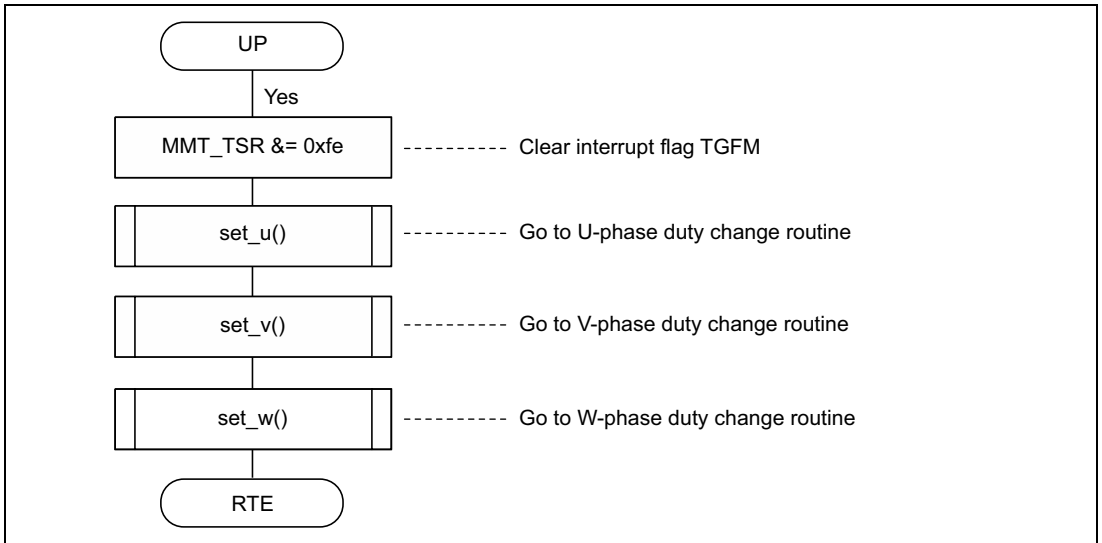 UP
Yes
MMT_TSR &= 0xfe
Clear interrupt flag TGFM
set_u()
Go to U-phase duty change routine
set_v()
Go to V-phase duty change routine
set_w()
Go to W-phase duty change routine
RTE